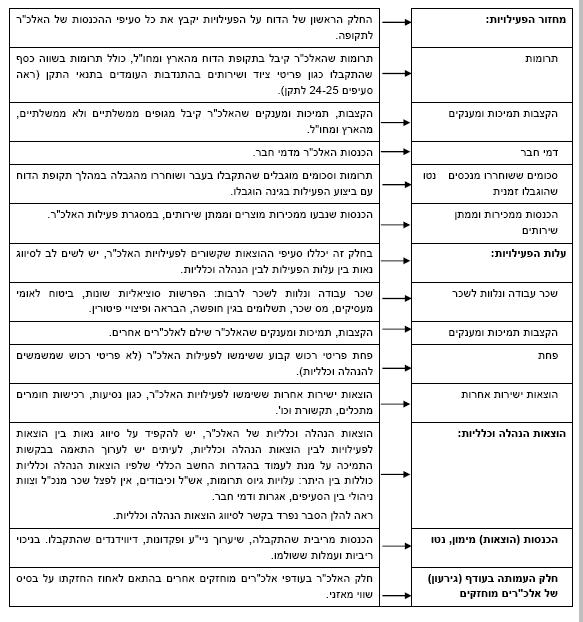 מחזור הפעילויות:
החלק הראשון של הדוח על הפעילויות יקבץ את כל סעיפי ההכנסות של האלכ"ר
לתקופה.
תרומות
תרומות שהאלכ"ר קיבל בתקופת הדוח מהארץ ומחו"ל, כולל תרומות בשווה כסף
שהתקבלו כגון פריטי ציוד ושירותים בהתנדבות העומדים בתנאי התקן (ראה
סעיפים 24-25 לתקן).
הקצבות תמיכות ומענקים
הקצבות, תמיכות ומענקים שהאלכ"ר קיבל מגופים ממשלתיים ולא ממשלתיים,
מהארץ ומחו"ל.
דמי חבר
הכנסות האלכ"ר מדמי חבר.
סכומים ששוחררו מנכסים נטו
שהוגבלו זמנית
תרומות וסכומים מוגבלים שהתקבלו בעבר ושוחררו מהגבלה במהלך תקופת הדוח
עם ביצוע הפעילות בגינה הוגבלו.
הכנסות ממכירות וממתן
שירותים
הכנסות שנבעו ממכירות מוצרים וממתן שירותים, במסגרת פעילות האלכ"ר.
עלות הפעילויות:
בחלק זה יכללו סעיפי ההוצאות שקשורים לפעילויות האלכ"ר, יש לשים לב לסיווג
נאות בין עלות הפעילות לבין הנהלה וכלליות.
שכר עבודה ונלוות לשכר
שכר עבודה ונלוות לשכר לרבות: הפרשות סוציאליות שונות, ביטוח לאומי
מעסיקים, מס שכר, תשלומים בגין חופשה, הבראה ופיצויי פיטורין.
הקצבות תמיכות ומענקים
הקצבות, תמיכות ומענקים שהאלכ"ר שילם לאלכ"רים אחרים.
פחת
פחת פריטי רכוש קבוע ששימשו לפעילות האלכ"ר (לא פריטי רכוש שמשמשים
להנהלה וכלליות).
הוצאות ישירות אחרות
הוצאות ישירות אחרות ששימשו לפעילויות האלכ"ר, כגון נסיעות, רכישות חומרים
מתכלים, תקשורת וכו'.
הוצאות הנהלה וכלליות:
הוצאות הנהלה וכלליות של האלכ"ר, יש להקפיד על סיווג נאות בין הוצאות
לפעילויות לבין הוצאות הנהלה וכלליות, לעיתים יש לערוך התאמה בבקשות
התמיכה על מנת לעמוד בהגדרות החשב הכללי שלפיו הוצאות הנהלה וכלליות
כוללות בין היתר: עלויות גיוס תרומות, אש"ל וכיבודים, אין לפצל שכר מנכ"ל וצוות
ניהולי בין הסעיפים, אגרות ודמי חבר.
ראה להלן הסבר נפרד בקשר לסיווג הוצאות הנהלה וכלליות.
הכנסות (הוצאות) מימון, נטו
הכנסות מריבית שהתקבלה, שיערוך ניי"ע ופקדונות, דיווידנדים שהתקבלו. בניכוי
ריביות ועמלות ששולמו.
חלק העמותה בעודף (גירעון)
של אלכ"רים מוחזקים
חלק האלכ"ר בעודפי אלכ"רים מוחזקים אחרים בהתאם לאחוז החזקתו על בסיס
שווי מאזני.